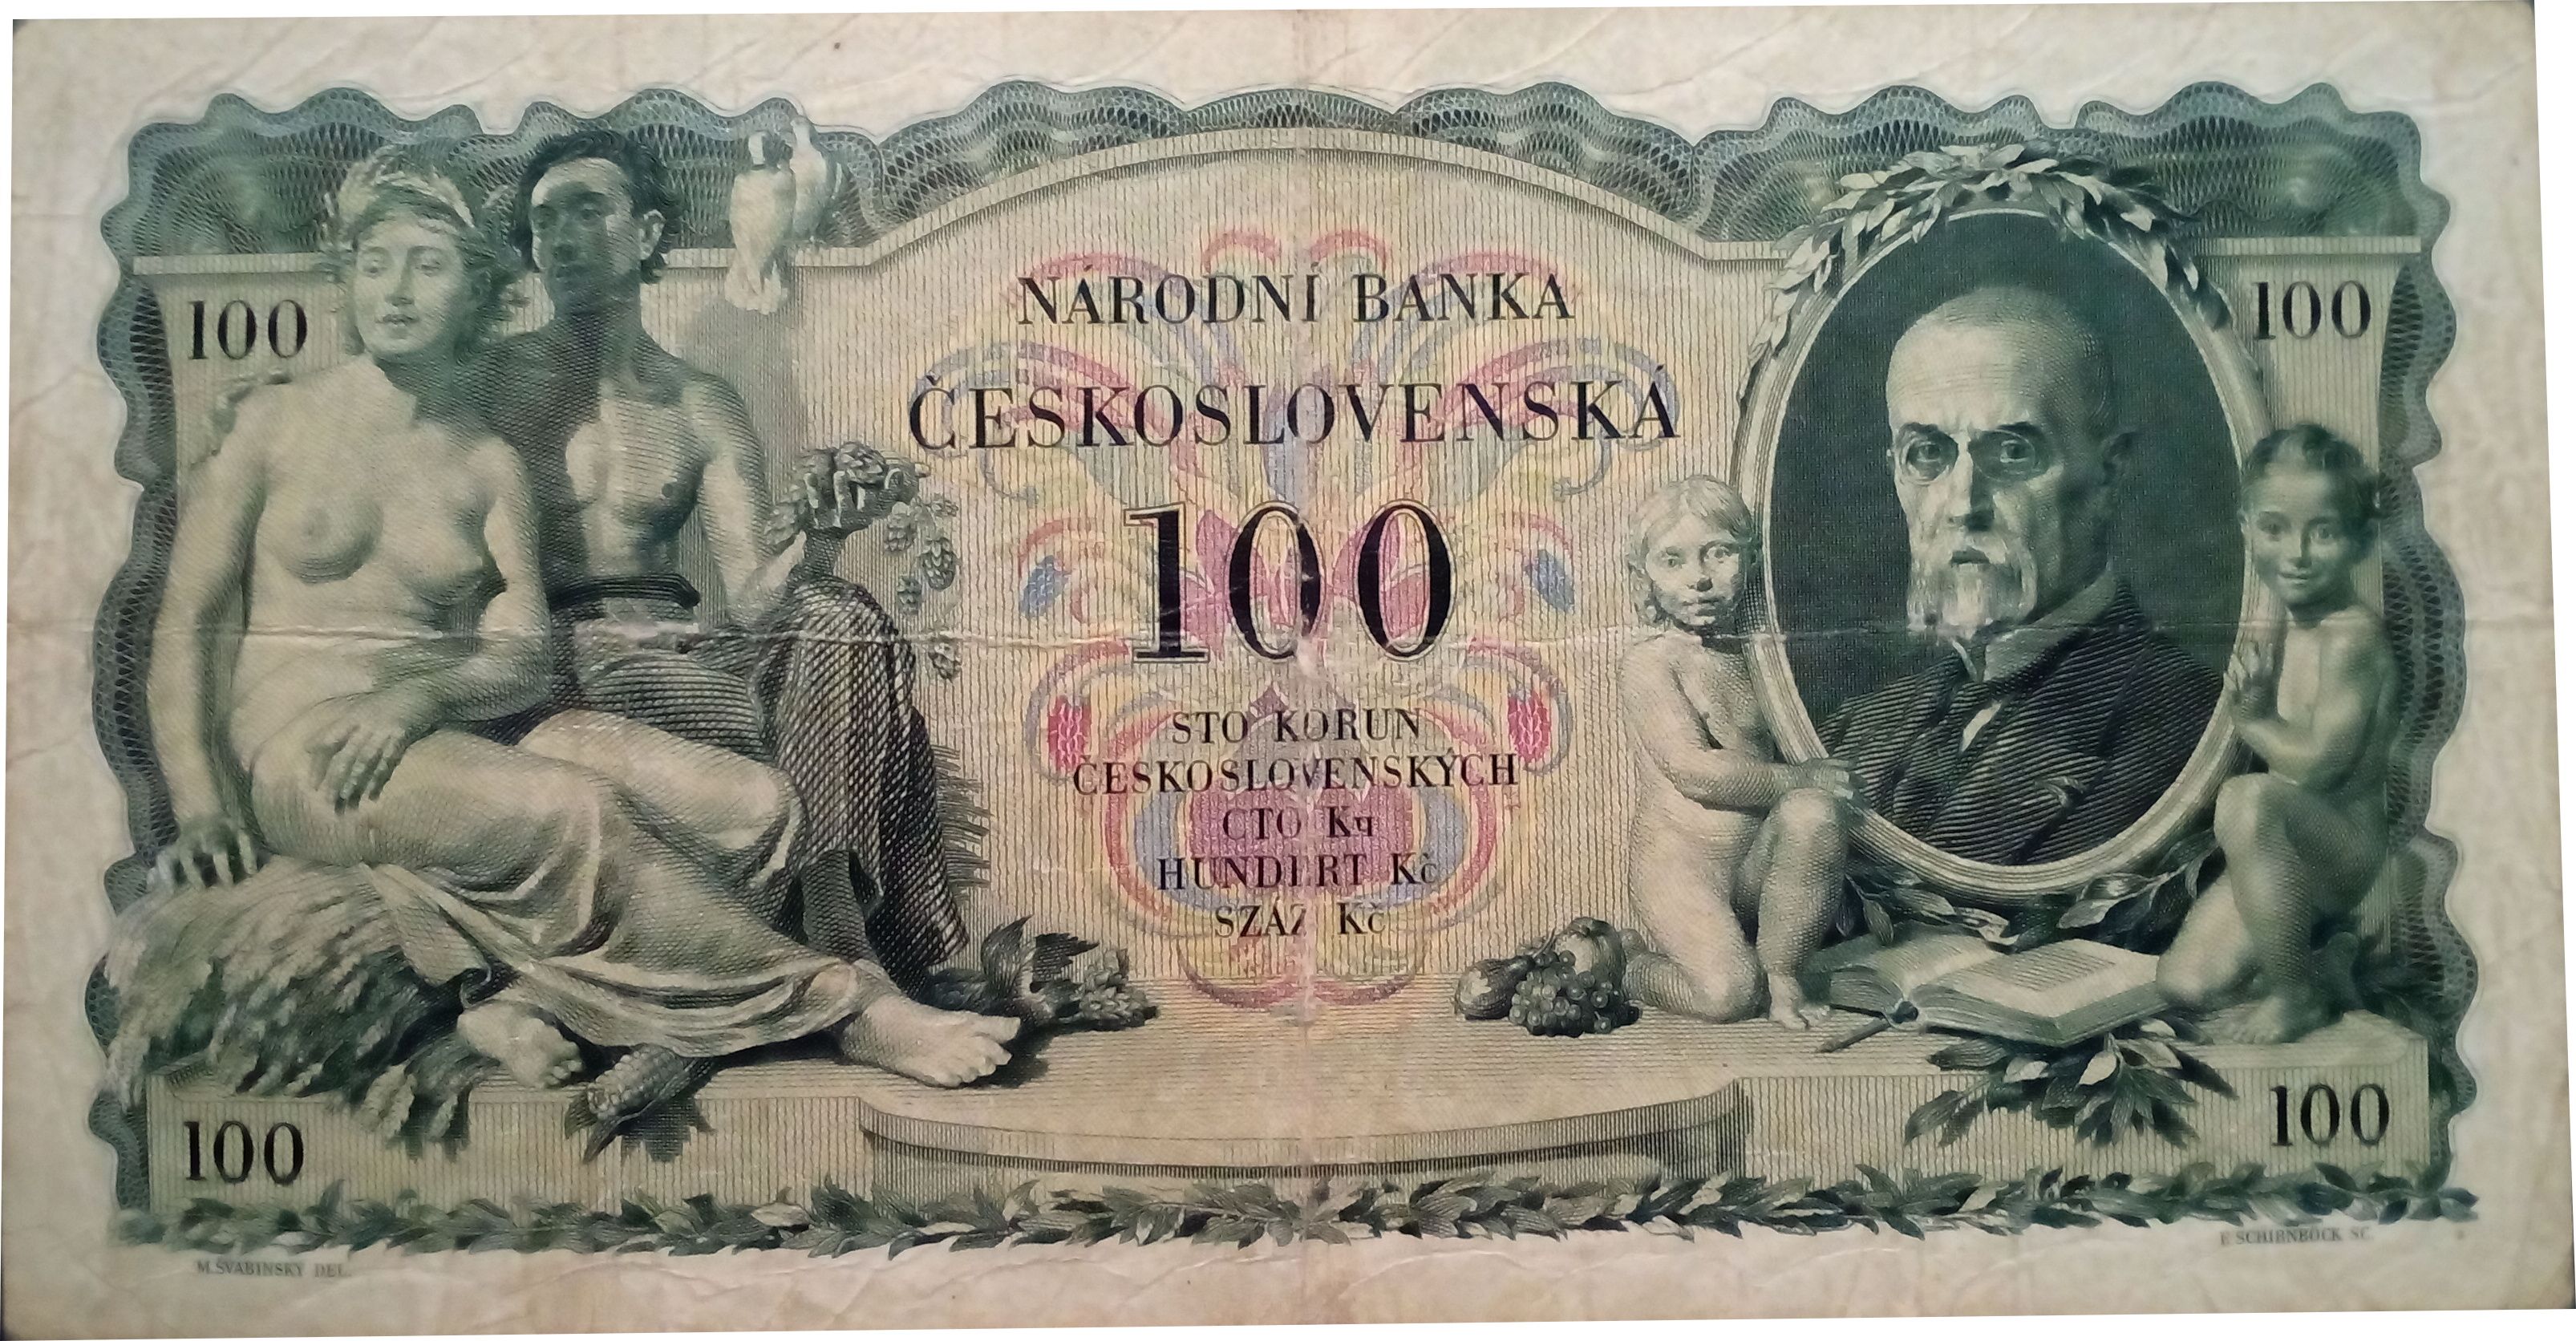 100
100
NÁRODNÍ BANKA
ČESKOSLOVENSKÁ
100
STO KORUN
ČESKOSLOVENSKÝCH
СТО Кч
HUNDERT Kč
SZÁZ Kč
100
100
M. ŠVABINSKÝ DEL.
F. SCHIRNBÖCK SC.